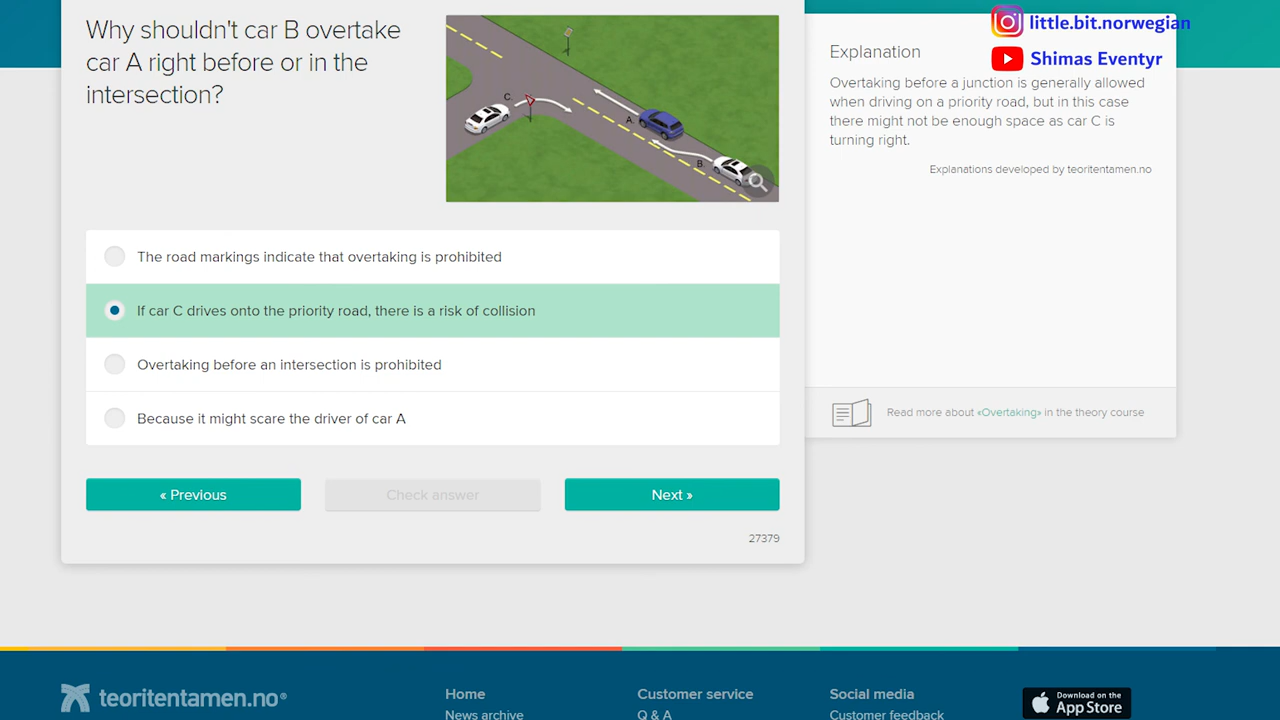 Why shouldn't car B overtake
car A right before or in the
intersection?
C.
A.
B.
The road markings indicate that overtaking is prohibited
If car C drives onto the priority road, there is a risk of collision
Overtaking before an intersection is prohibited
Because it might scare the driver of car A
« Previous
Check answer
Next »
27379
little.bit.norwegian
Shimas Eventyr
Explanation
Overtaking before a junction is generally allowed
when driving on a priority road, but in this case
there might not be enough space as car C is
turning right.
Explanations developed by teoritentamen.no
Read more about «Overtaking» in the theory course
teoritentamen.no®
Home
News archive
Customer service
Q & A
Social media
Customer feedback
Download on the
App Store